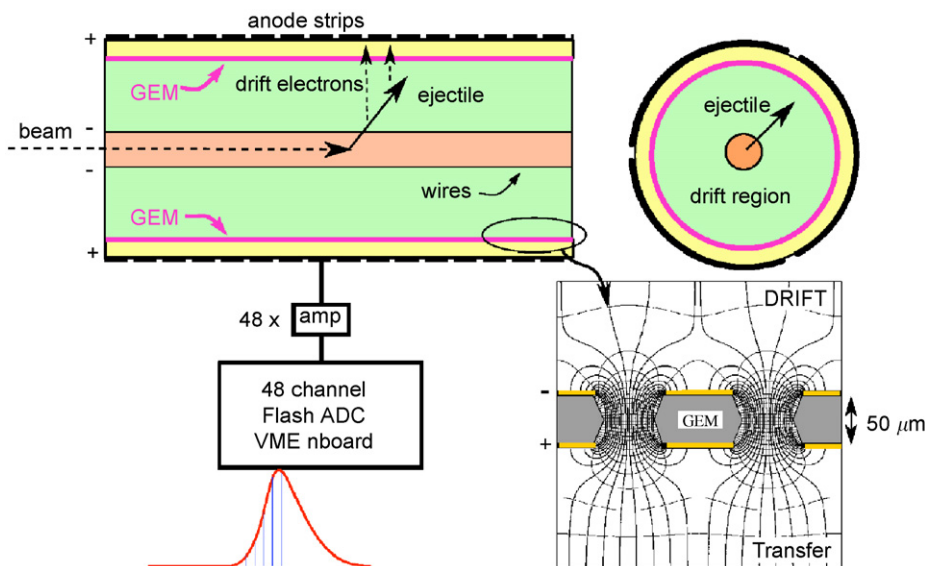 anode strips
+
GEM
drift electrons
ejectile
beam
-
-
wires
GEM
+
ejectile
drift region
48 x
amp
48 channel
Flash ADC
VME nboard
DRIFT
-
GEM
+
50 μm
Transfer